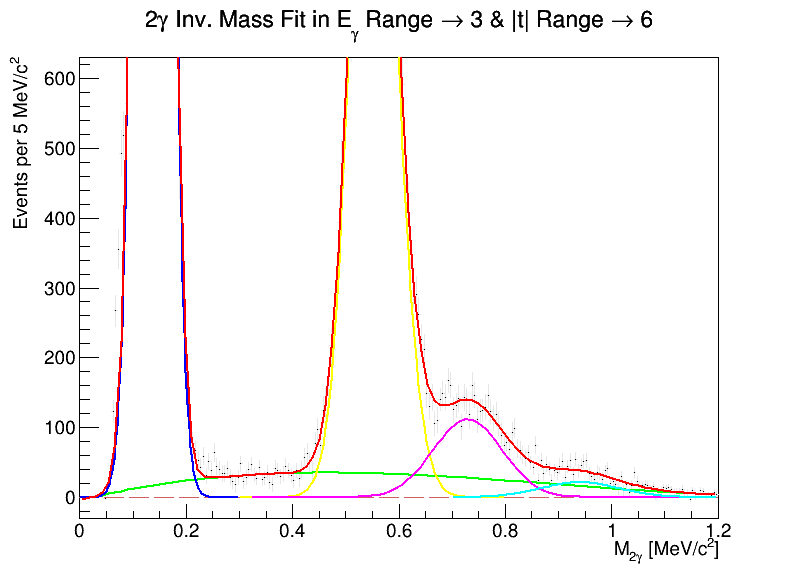 2γ Inv. Mass Fit in Eγ Range → 3 & |t| Range → 6
Events per 5 MeV/c²
600
500
400
300
200
100
0
0 0.2 0.4 0.6 0.8 1 1.2
M2γ [MeV/c²]